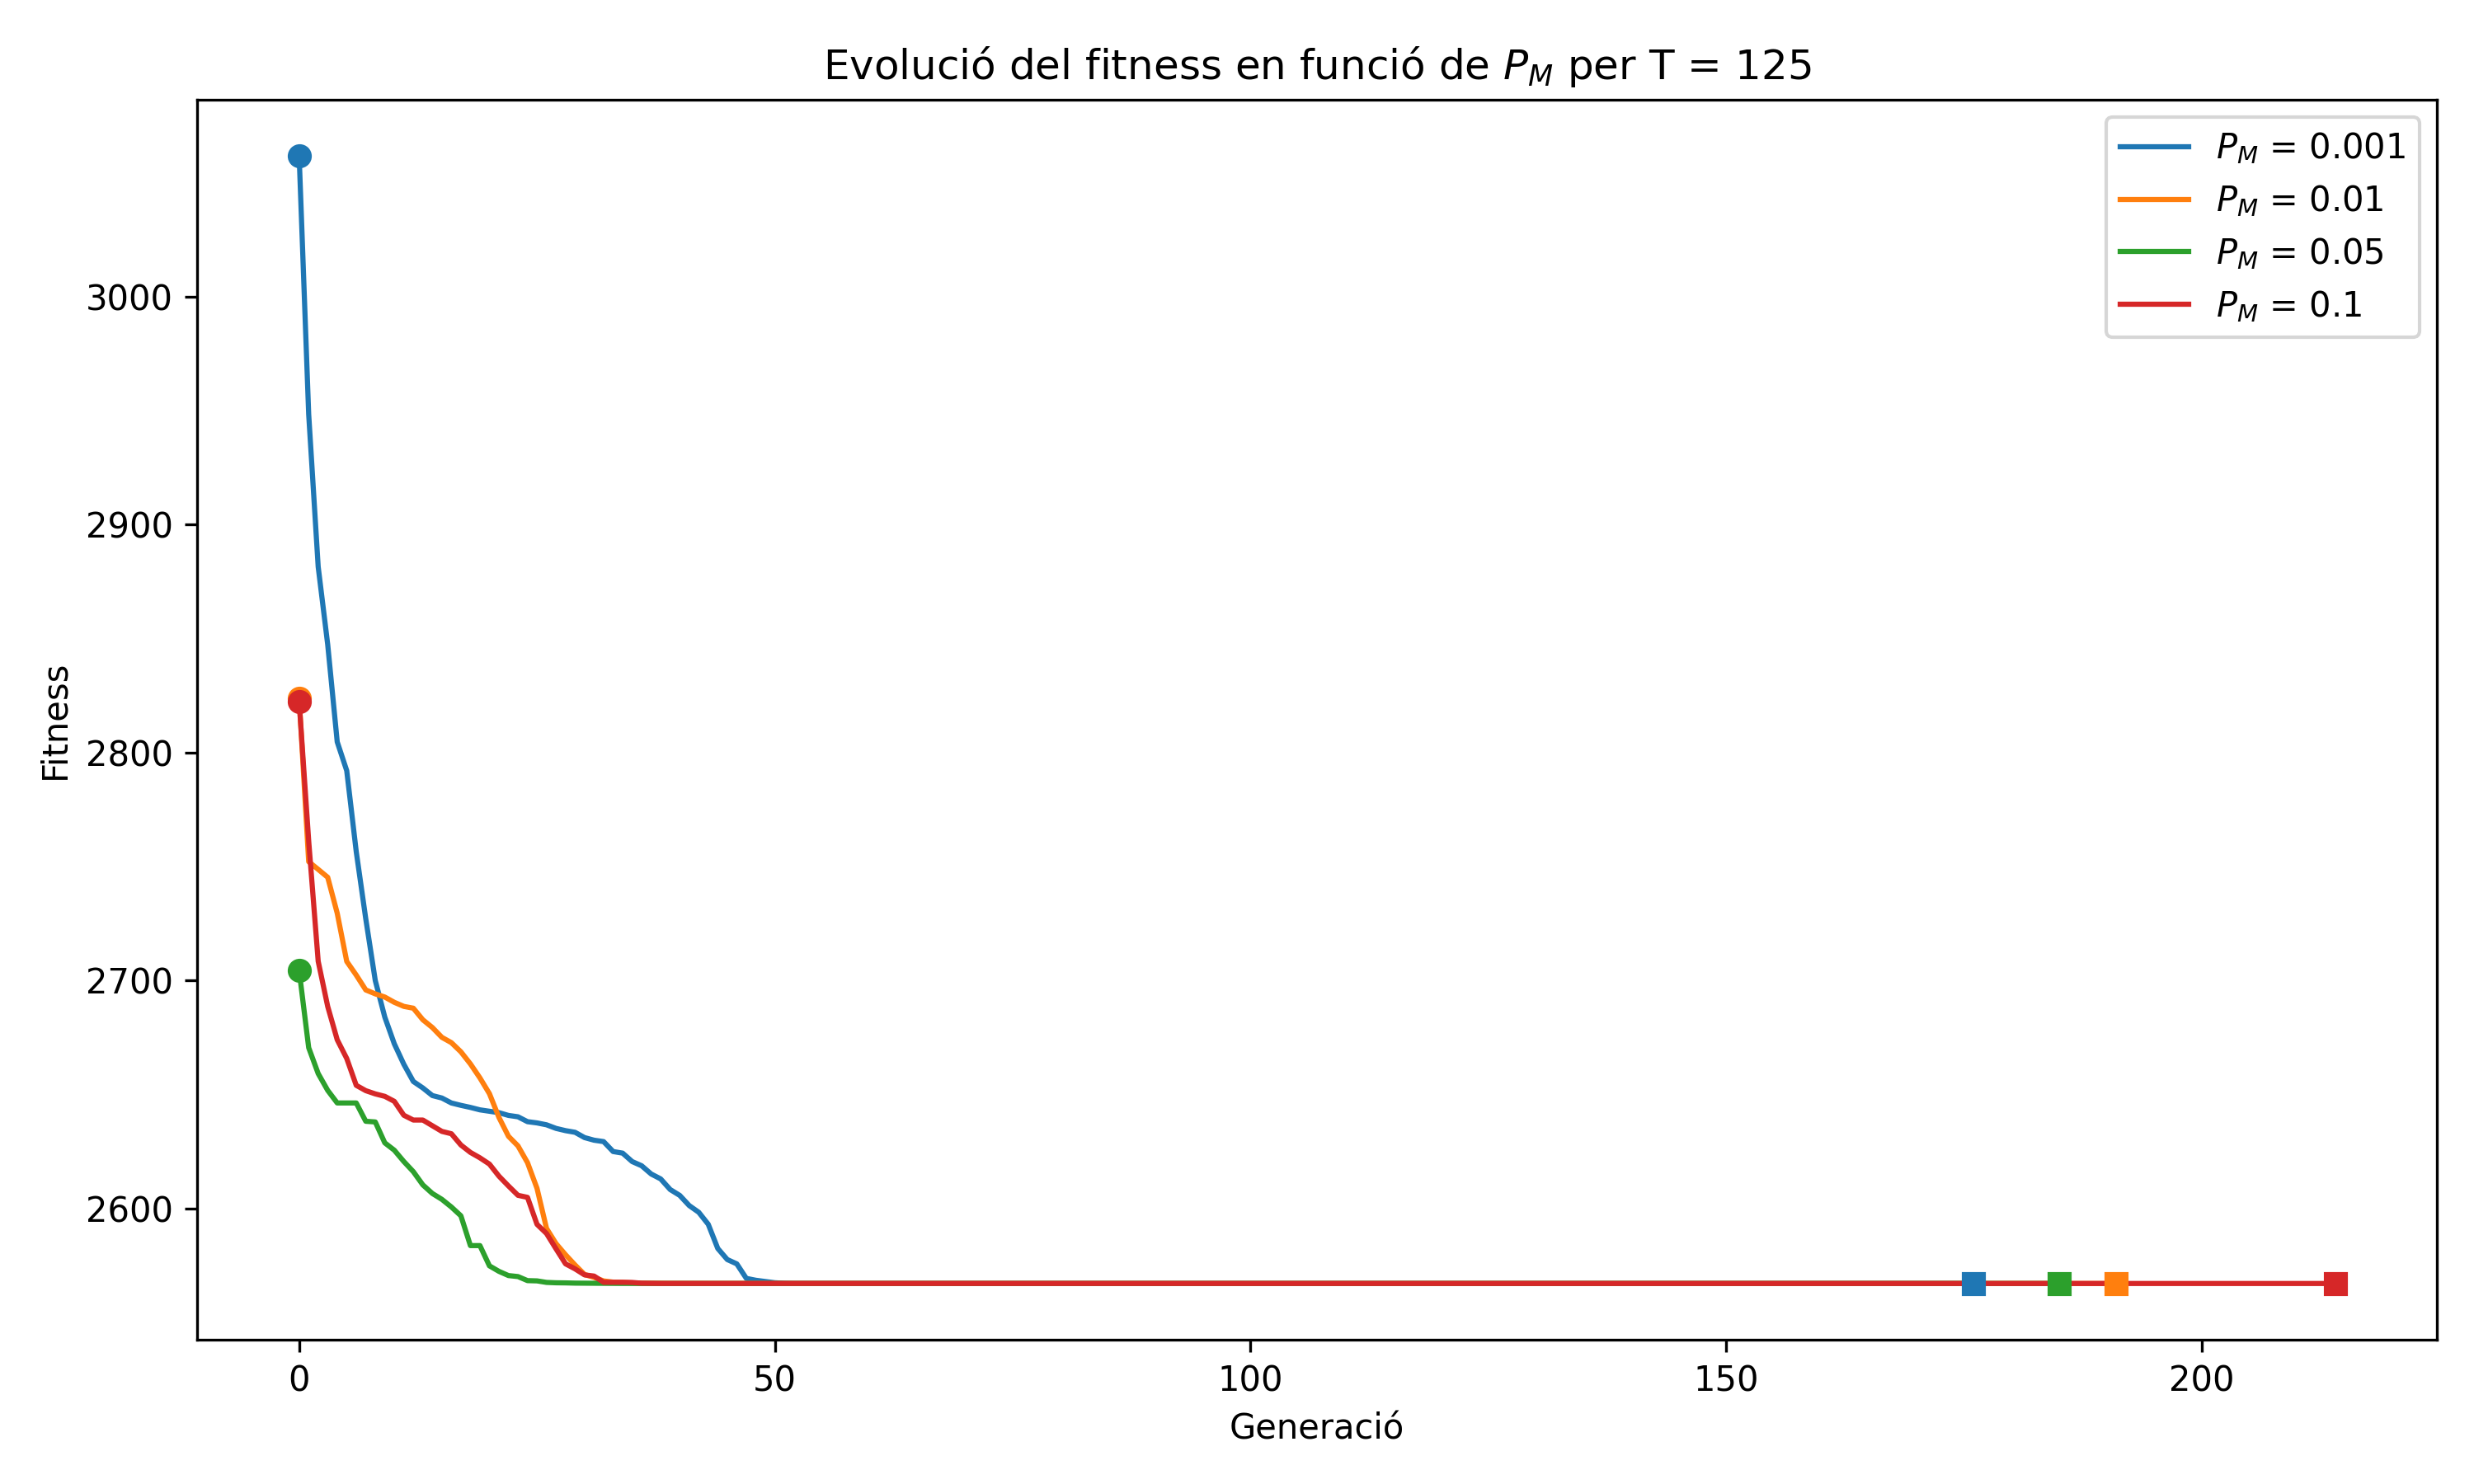 Evolució del fitness en funció de P_M per T = 125
P_M = 0.001
P_M = 0.01
P_M = 0.05
P_M = 0.1
Fitness
3000
2900
2800
2700
2600
0 50 100 150 200
Generació